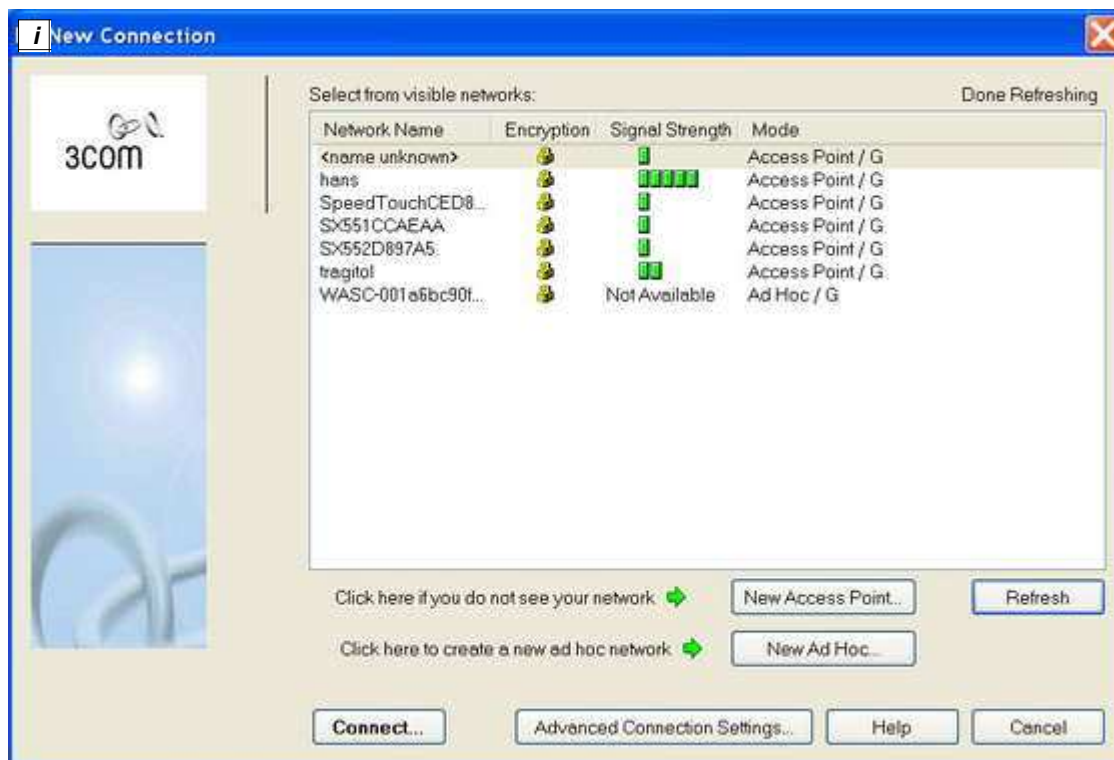 i New Connection
3COM
Select from visible networks: Done Refreshing
Network Name Encryption Signal Strength Mode
<name unknown> Access Point / G
hans Access Point / G
SpeedTouchCED8... Access Point / G
SX551CCAEAA Access Point / G
SX552D897A5 Access Point / G
tragitol Access Point / G
WASC-001a6bc90f... Not Available Ad Hoc / G
Click here if you do not see your network New Access Point... Refresh
Click here to create a new ad hoc network New Ad Hoc...
Connect... Advanced Connection Settings... Help Cancel